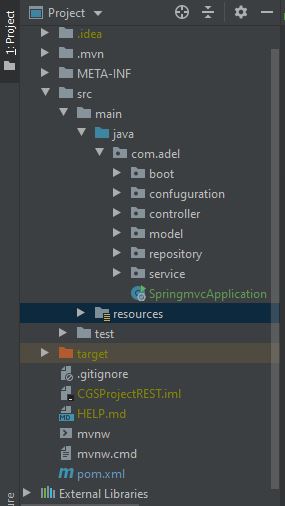 Project
1: Project
.idea
.mvn
META-INF
src
main
java
com.adel
boot
confuguration
controller
model
repository
service
SpringmvcApplication
resources
test
target
.gitignore
CGSProjectREST.iml
HELP.md
mvnw
mvnw.cmd
pom.xml
External Libraries